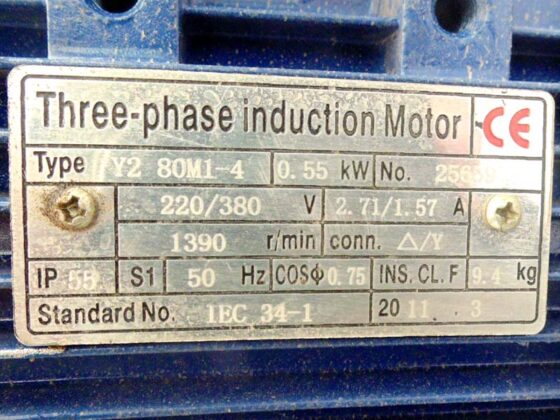 Three-phase induction Motor CE
Type Y2 80M1-4 0.55 kW No.
220/380 V 2.71/1.57 A
1390 r/min conn. △/Y
IP 55 S1 50 Hz COSΦ 0.75 INS. CL. F 9.4 kg
Standard No. IEC 34-1 20 11 . 3